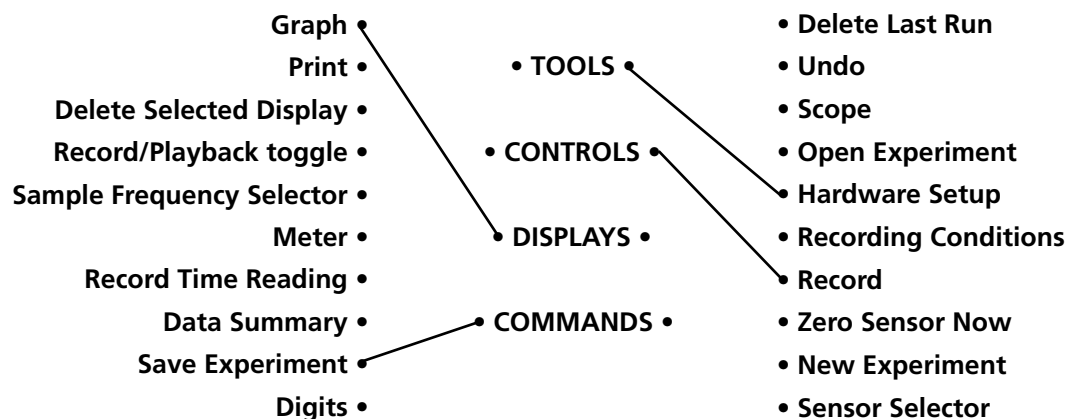 Graph •
Print •
Delete Selected Display •
Record/Playback toggle •
Sample Frequency Selector •
Meter •
Record Time Reading •
Data Summary •
Save Experiment •
Digits •
• TOOLS •
• CONTROLS •
• DISPLAYS •
• COMMANDS •
• Delete Last Run
• Undo
• Scope
• Open Experiment
• Hardware Setup
• Recording Conditions
• Record
• Zero Sensor Now
• New Experiment
• Sensor Selector